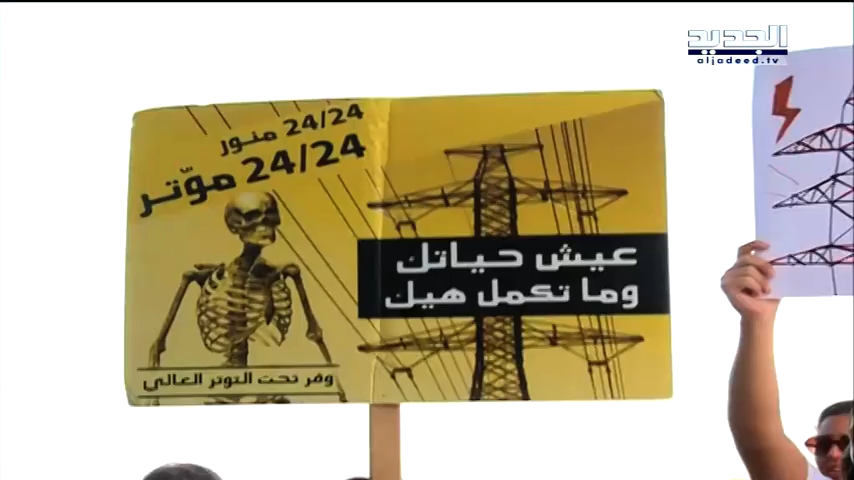 الجديد
aljadeed.tv
24/24 منور
24/24 موّتر
عيش حياتك
وما تكمل هيك
وفر تحت التوتر العالي